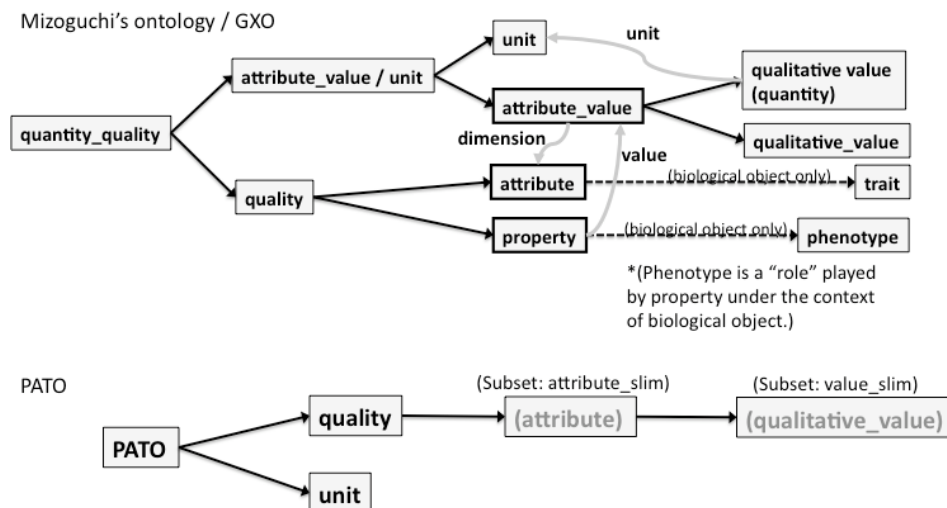 Mizoguchi's ontology / GXO
unit
unit
attribute_value / unit
qualitative value
(quantity)
attribute_value
quantity_quality
dimension
value
qualitative_value
quality
attribute
(biological object only)
trait
property
(biological object only)
phenotype
*(Phenotype is a “role” played
by property under the context
of biological object.)
PATO
(Subset: attribute_slim)
(Subset: value_slim)
quality
(attribute)
(qualitative_value)
PATO
unit